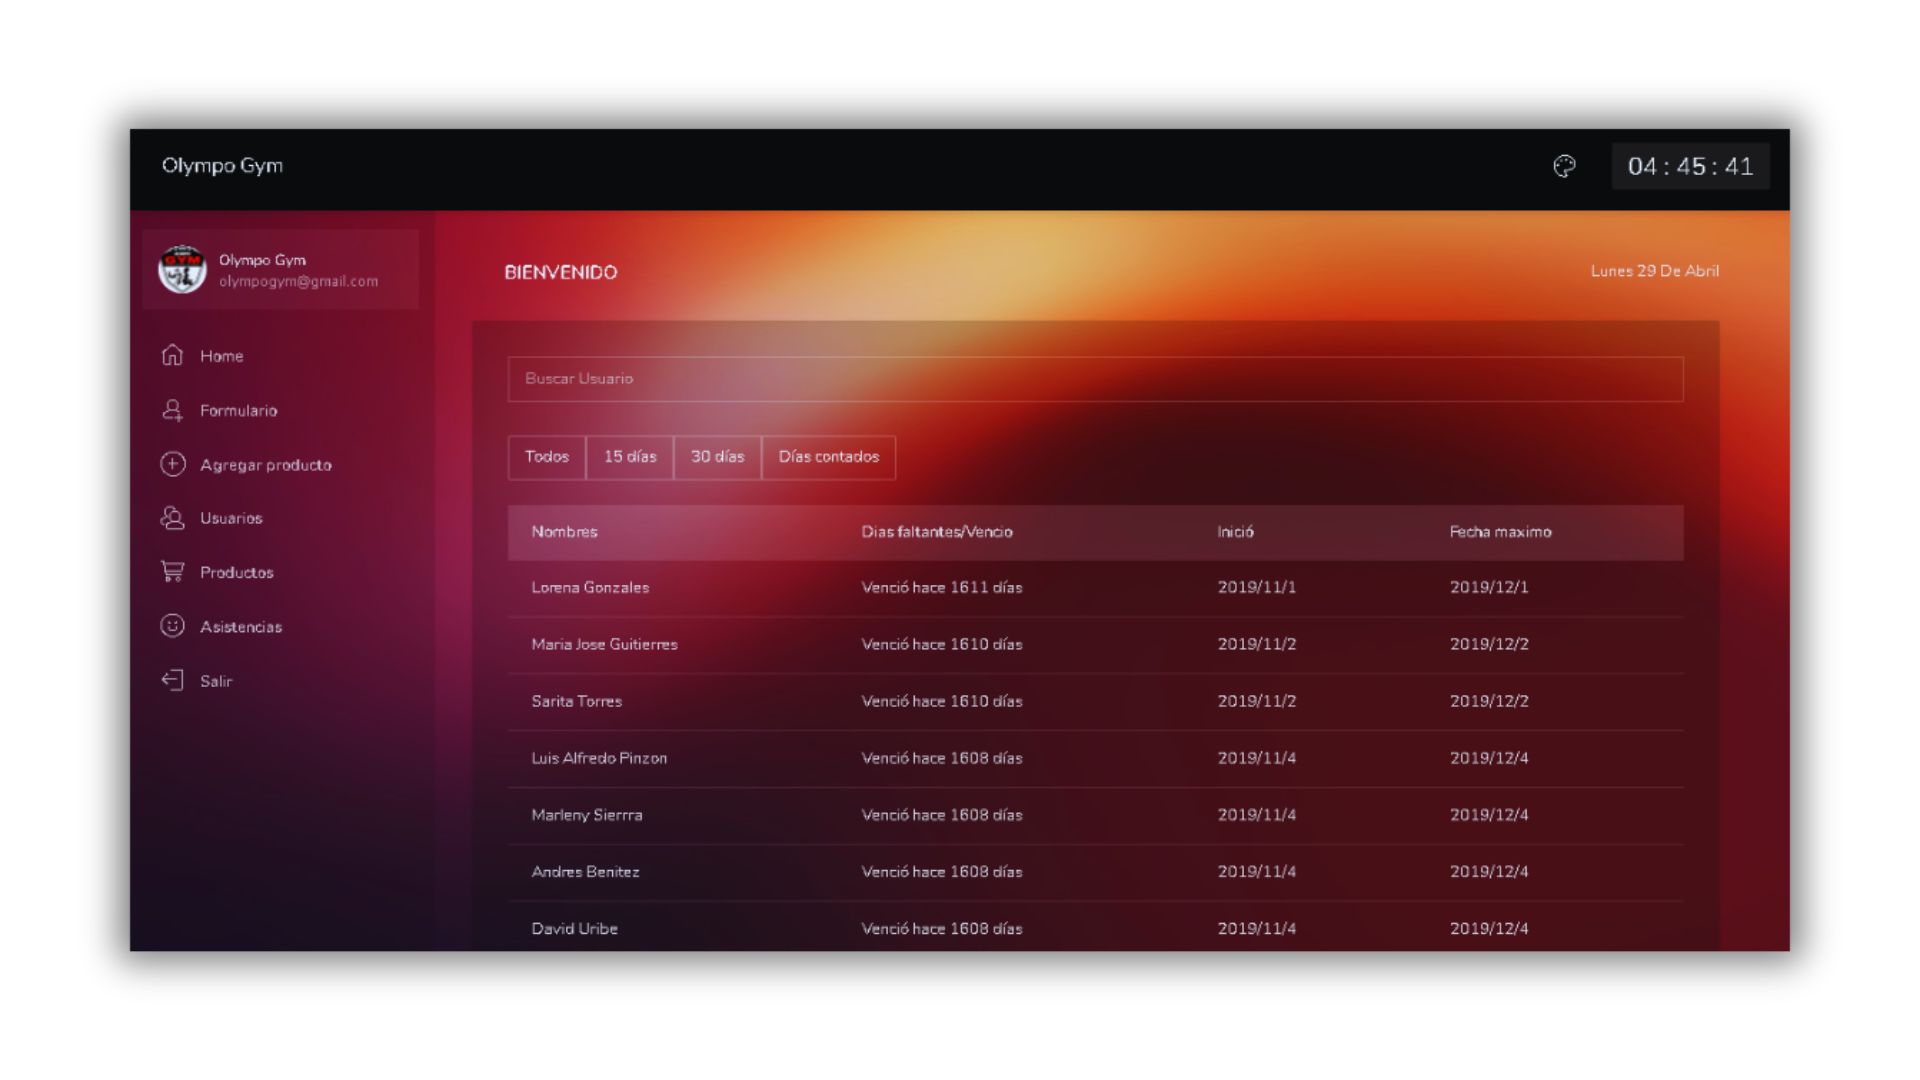 Olympo Gym
04 : 45 : 41
GYM
Olympo Gym
olympogym@gmail.com
Home
Formulario
Agregar producto
Usuarios
Productos
Asistencias
Salir
BIENVENIDO
Lunes 29 De Abril
Buscar Usuario
Todos 15 días 30 días Días contados
Nombres Dias faltantes/Vencio Inició Fecha maximo
Lorena Gonzales Venció hace 1611 días 2019/11/1 2019/12/1
Maria Jose Guitierres Venció hace 1610 días 2019/11/2 2019/12/2
Sarita Torres Venció hace 1610 días 2019/11/2 2019/12/2
Luis Alfredo Pinzon Venció hace 1608 días 2019/11/4 2019/12/4
Marleny Sierrra Venció hace 1608 días 2019/11/4 2019/12/4
Andres Benitez Venció hace 1608 días 2019/11/4 2019/12/4
David Uribe Venció hace 1608 días 2019/11/4 2019/12/4